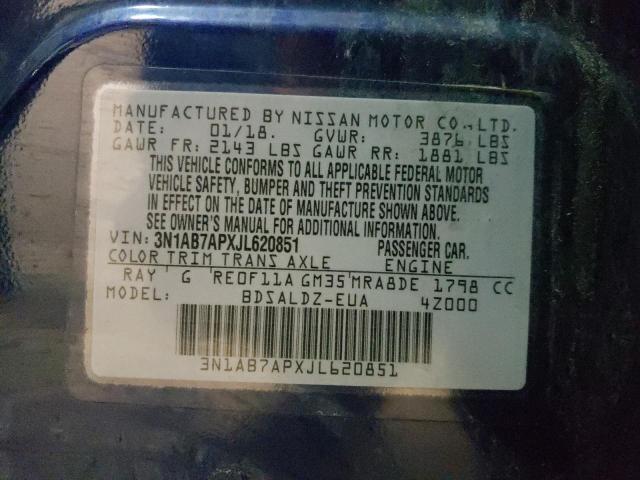 MANUFACTURED BY NISSAN MOTOR CO.,LTD.
DATE: 01/18. GVWR: 3876 LBS
GAWR FR: 2143 LBS GAWR RR: 1881 LBS
THIS VEHICLE CONFORMS TO ALL APPLICABLE FEDERAL MOTOR
VEHICLE SAFETY, BUMPER AND THEFT PREVENTION STANDARDS
IN EFFECT ON THE DATE OF MANUFACTURE SHOWN ABOVE.
SEE OWNER'S MANUAL FOR ADDITIONAL INFORMATION.
VIN: 3N1AB7APXJL620851 PASSENGER CAR.
COLOR TRIM TRANS AXLE ENGINE
RAY G RE0F11A GM35 MRA8DE 1798 CC
MODEL: BDSALDZ-EUA 4Z000
3N1AB7APXJL620851